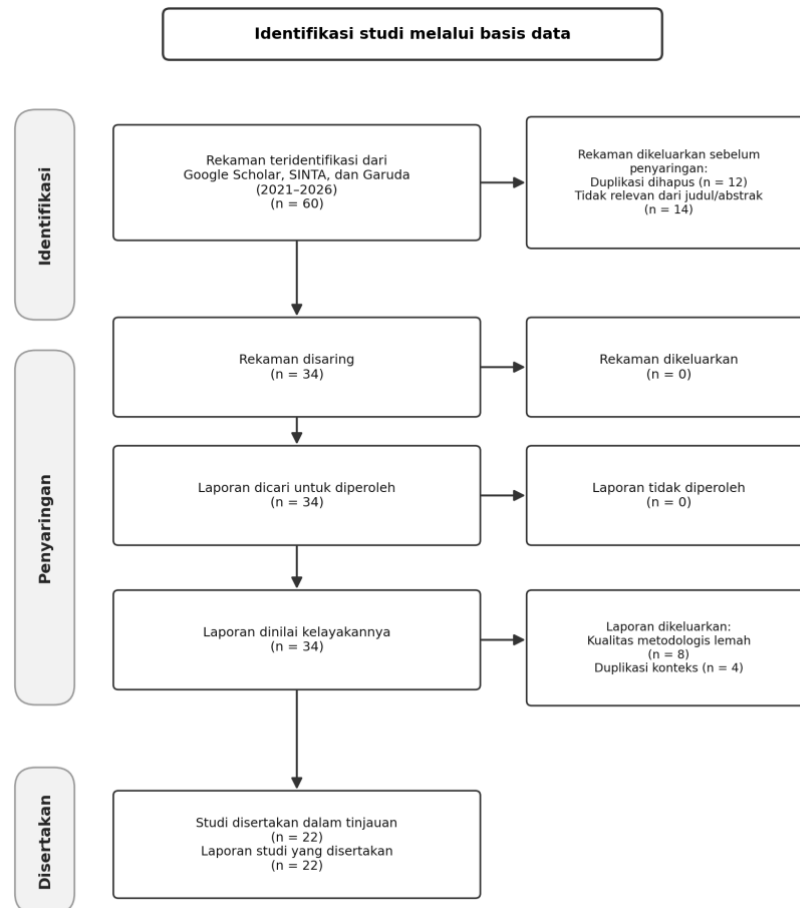 Identifikasi studi melalui basis data
Identifikasi
Rekaman teridentifikasi dari
Google Scholar, SINTA, dan Garuda
(2021–2026)
(n = 60)
Rekaman dikeluarkan sebelum
penyaringan:
Duplikasi dihapus (n = 12)
Tidak relevan dari judul/abstrak
(n = 14)
Penyaringan
Rekaman disaring
(n = 34)
Rekaman dikeluarkan
(n = 0)
Laporan dicari untuk diperoleh
(n = 34)
Laporan tidak diperoleh
(n = 0)
Laporan dinilai kelayakannya
(n = 34)
Laporan dikeluarkan:
Kualitas metodologis lemah
(n = 8)
Duplikasi konteks (n = 4)
Disertakan
Studi disertakan dalam tinjauan
(n = 22)
Laporan studi yang disertakan
(n = 22)